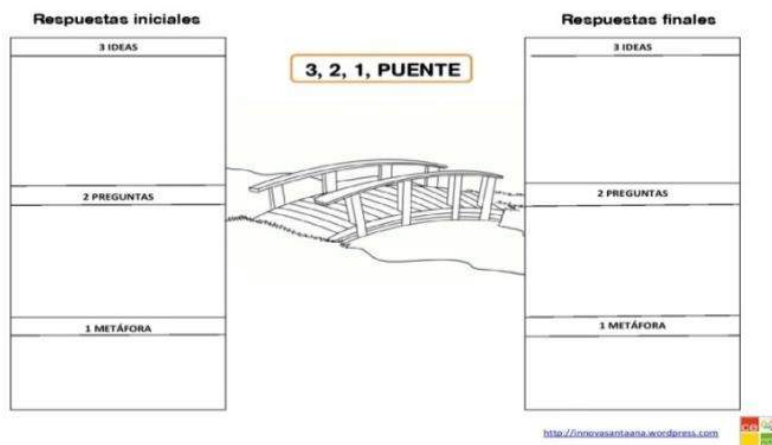 Respuestas iniciales
3 IDEAS
2 PREGUNTAS
1 METÁFORA
3, 2, 1, PUENTE
Respuestas finales
3 IDEAS
2 PREGUNTAS
1 METÁFORA
http://innovasantaana.wordpress.com